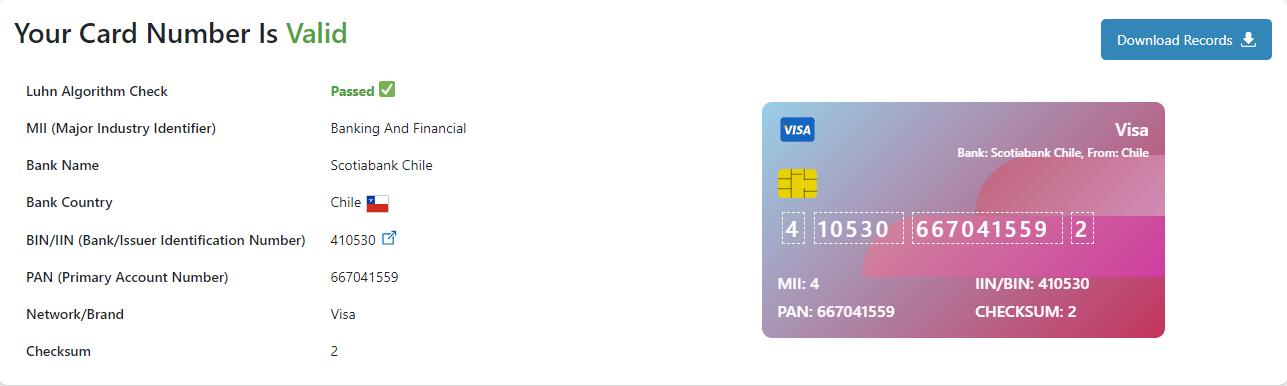 Your Card Number Is Valid
Download Records
Luhn Algorithm Check Passed
MII (Major Industry Identifier) Banking And Financial
Bank Name Scotiabank Chile
Bank Country Chile
BIN/IIN (Bank/Issuer Identification Number) 410530
PAN (Primary Account Number) 667041559
Network/Brand Visa
Checksum 2
VISA Visa
Bank: Scotiabank Chile, From: Chile
4 10530 667041559 2
MII: 4 IIN/BIN: 410530
PAN: 667041559 CHECKSUM: 2